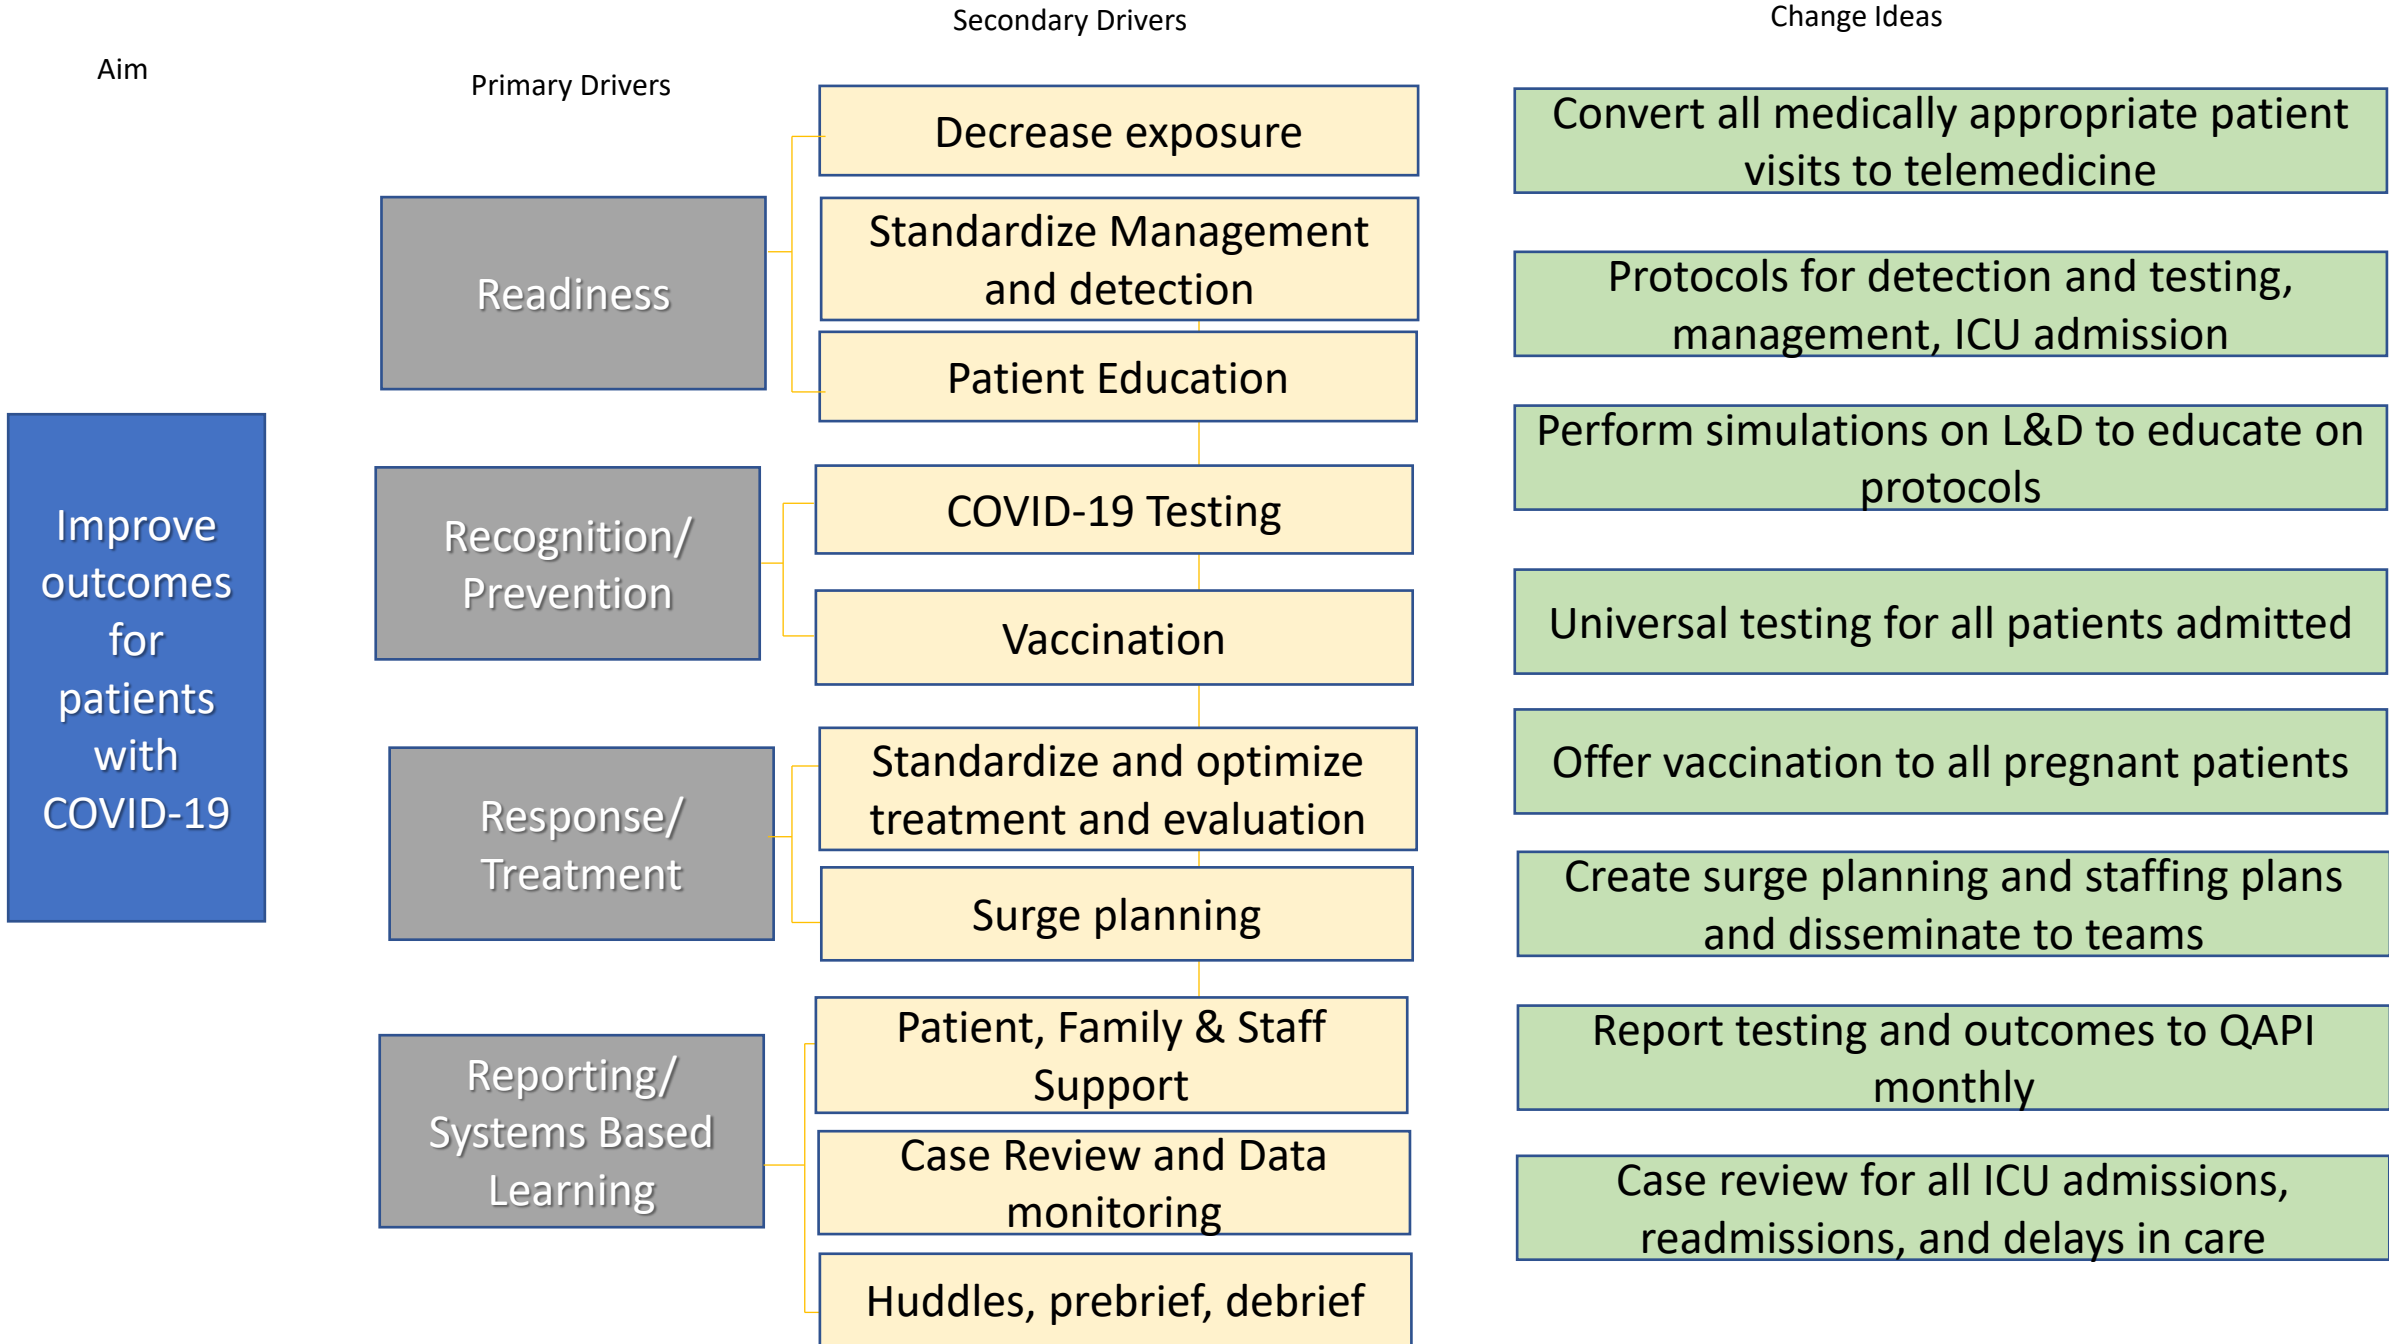 Aim
Primary Drivers
Secondary Drivers
Change Ideas
Improve
outcomes
for
patients
with
COVID-19
Readiness
Recognition/
Prevention
Response/
Treatment
Reporting/
Systems Based
Learning
Decrease exposure
Standardize Management
and detection
Patient Education
COVID-19 Testing
Vaccination
Standardize and optimize
treatment and evaluation
Surge planning
Patient, Family & Staff
Support
Case Review and Data
monitoring
Huddles, prebrief, debrief
Convert all medically appropriate patient
visits to telemedicine
Protocols for detection and testing,
management, ICU admission
Perform simulations on L&D to educate on
protocols
Universal testing for all patients admitted
Offer vaccination to all pregnant patients
Create surge planning and staffing plans
and disseminate to teams
Report testing and outcomes to QAPI
monthly
Case review for all ICU admissions,
readmissions, and delays in care